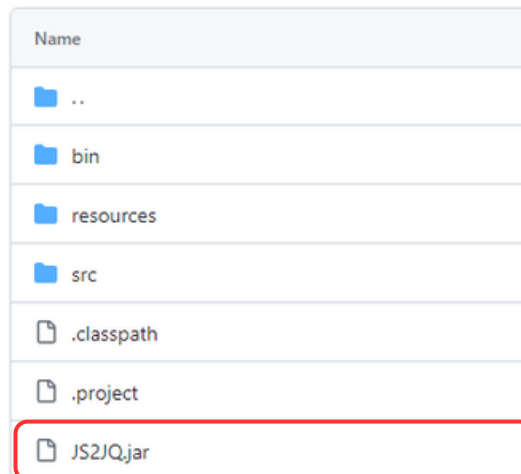 Name
..
bin
resources
src
.classpath
.project
JS2JQ.jar